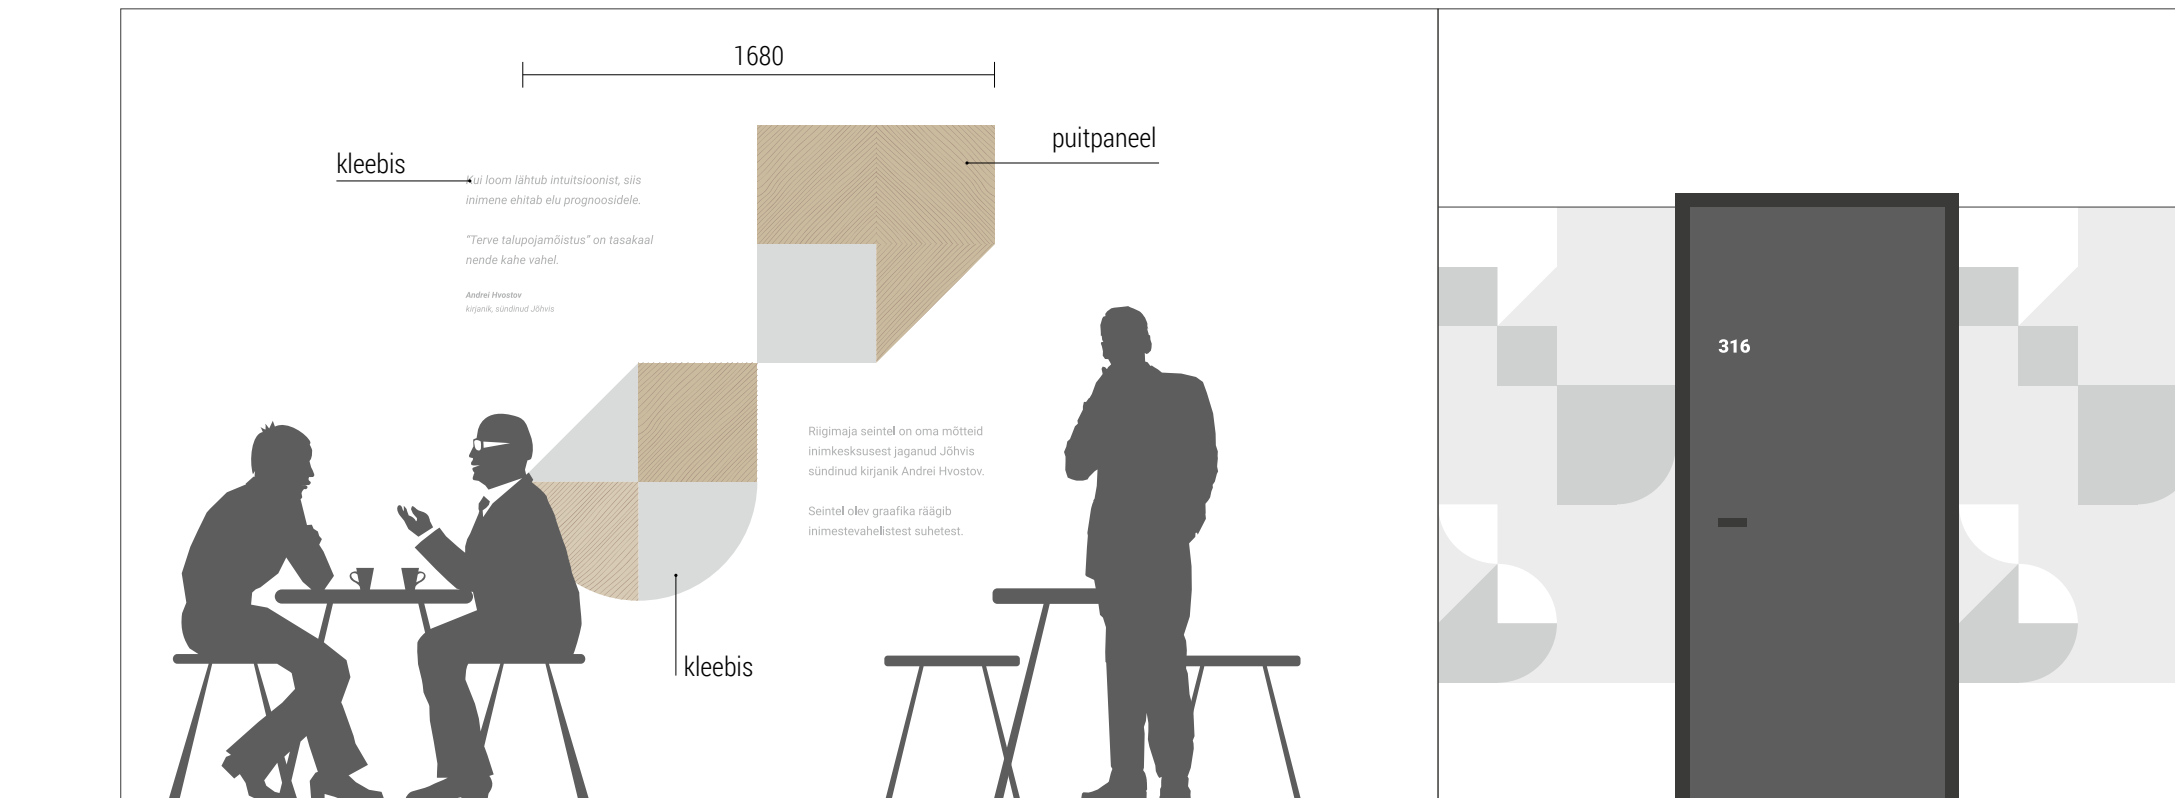 1680
kleebis
puitpaneel
Kui loom lähtub intuitsioonist, siis
inimene ehitab elu prognoosidele.
“Terve talupojamõistus” on tasakaal
nende kahe vahel.
Andrei Hvostov
kirjanik, sündinud Jõhvis
316
Riigimaja seintel on oma mõtteid
inimkesksusest jaganud Jõhvis
sündinud kirjanik Andrei Hvostov.
Seintel olev graafika räägib
inimestevahelistest suhetest.
kleebis